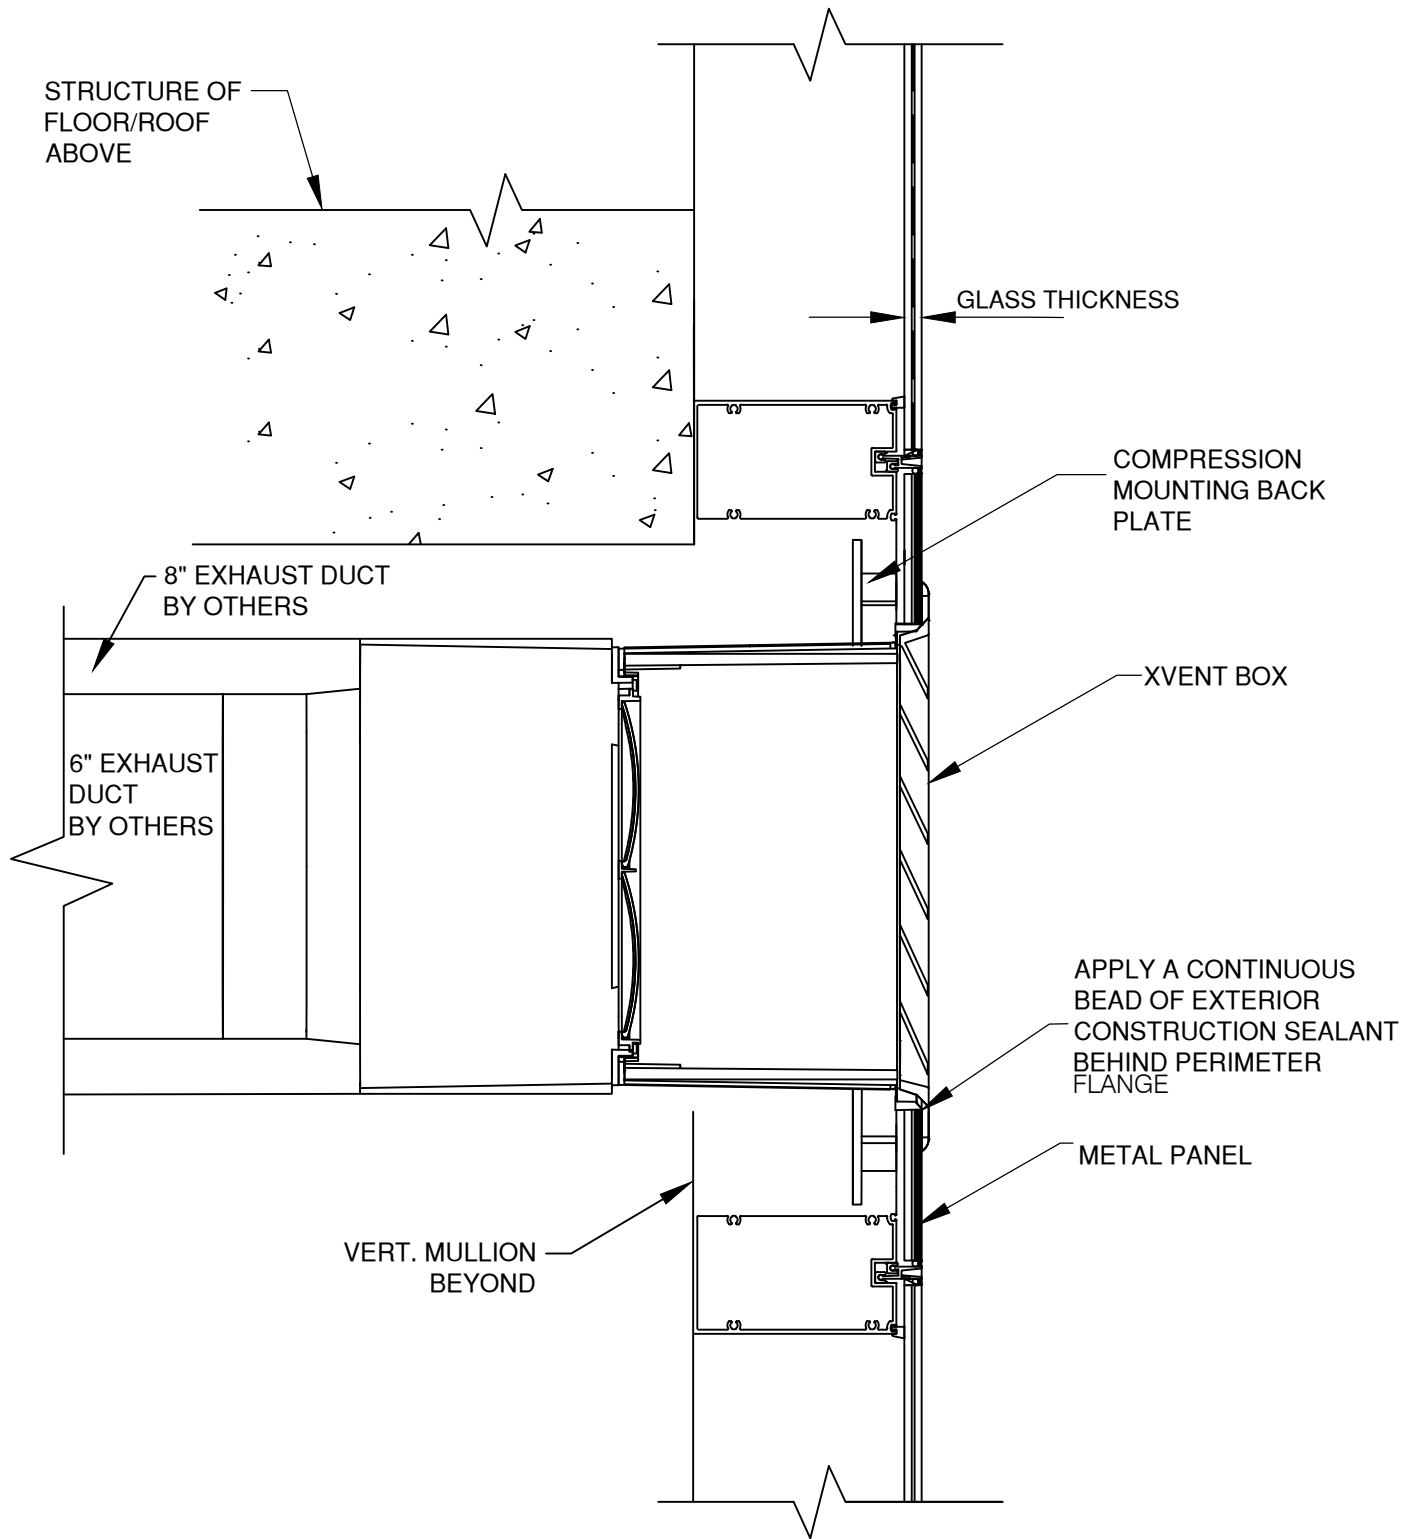 STRUCTURE OF
FLOOR/ROOF
ABOVE
GLASS THICKNESS
COMPRESSION
MOUNTING BACK
PLATE
8" EXHAUST DUCT
BY OTHERS
XVENT BOX
6" EXHAUST
DUCT
BY OTHERS
APPLY A CONTINUOUS
BEAD OF EXTERIOR
CONSTRUCTION SEALANT
BEHIND PERIMETER
FLANGE
METAL PANEL
VERT. MULLION
BEYOND